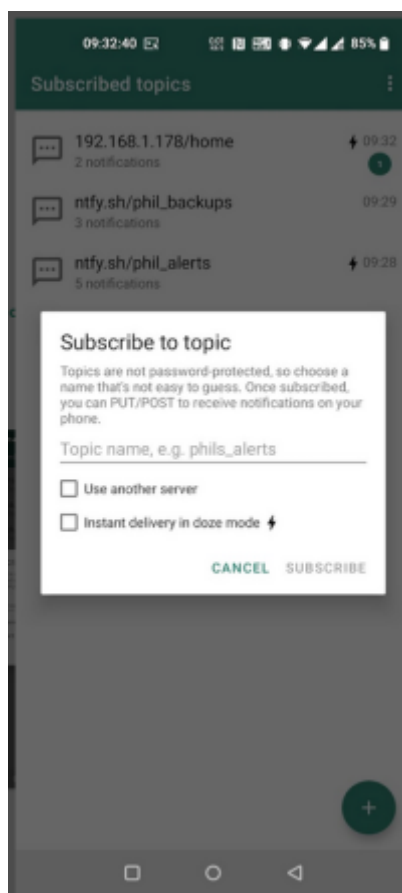 09:32:40 85%
Subscribed topics
192.168.1.178/home 09:32
2 notifications 1
ntfy.sh/phil_backups 09:29
3 notifications
ntfy.sh/phil_alerts 09:28
5 notifications
Subscribe to
topic
Topics are not password-protected, so choose a
name that's not easy to guess. Once subscribed,
you can PUT/POST to receive notifications on your
phone.
Topic name, e.g. phils_alerts
Use another server
Instant delivery in doze mode
CANCEL SUBSCRIBE